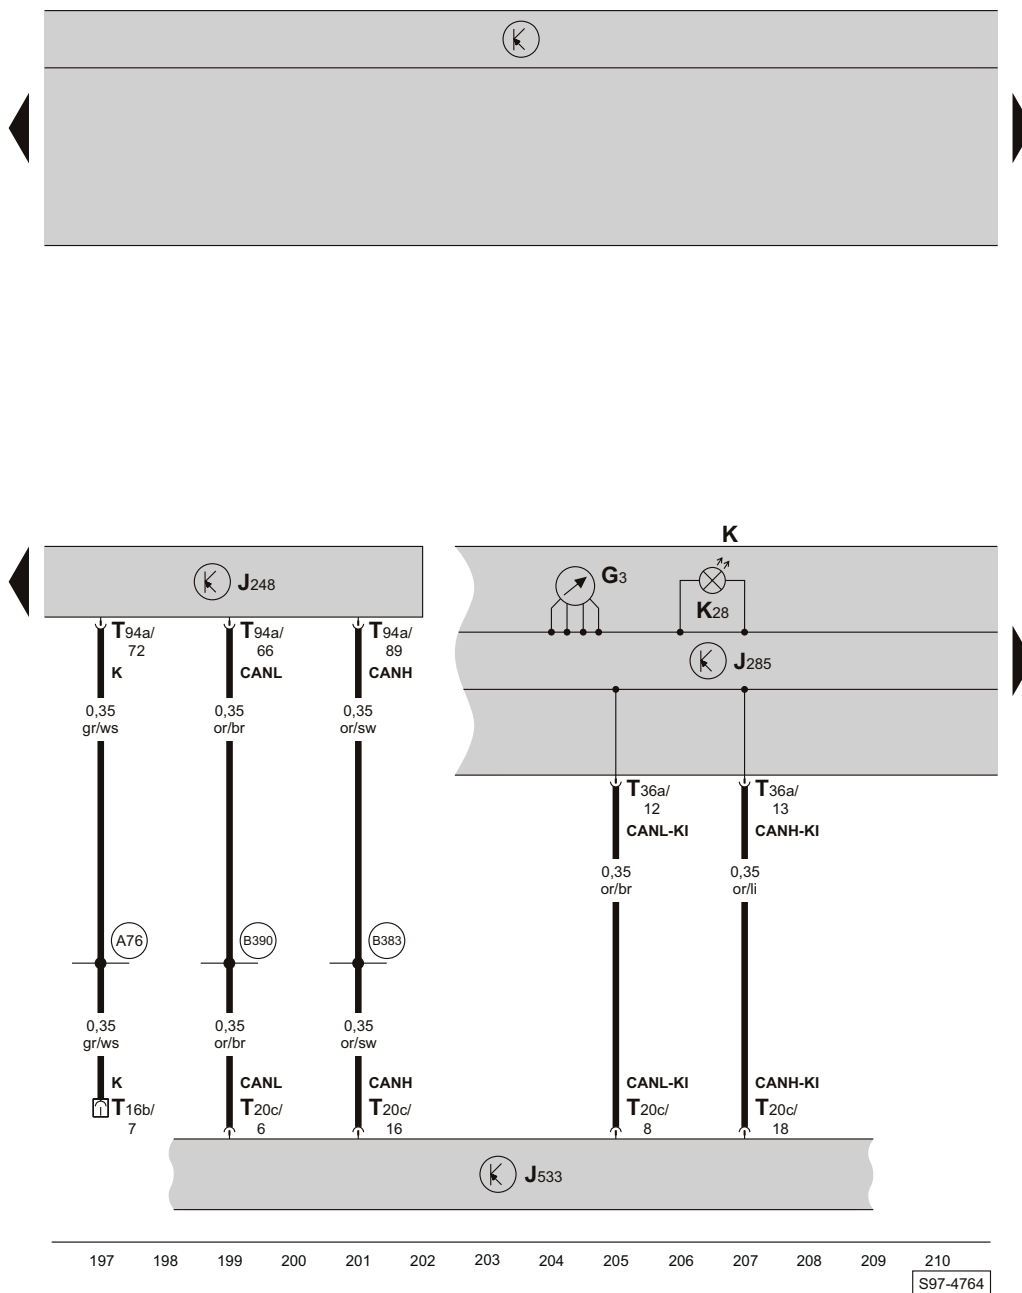 K
G3
K28
J248
J285
T94a/ T94a/ T94a/
72 66 89
K CANL CANH
0,35 0,35 0,35
gr/ws or/br or/sw
T36a/ T36a/
12 13
CANL-KI CANH-KI
0,35 0,35
or/br or/li
A76 B390 B383
0,35 0,35 0,35
gr/ws or/br or/sw
K CANL CANH CANL-KI CANH-KI
T16b/ T20c/ T20c/ T20c/ T20c/
7 6 16 8 18
J533
197 198 199 200 201 202 203 204 205 206 207 208 209 210
S97-4764